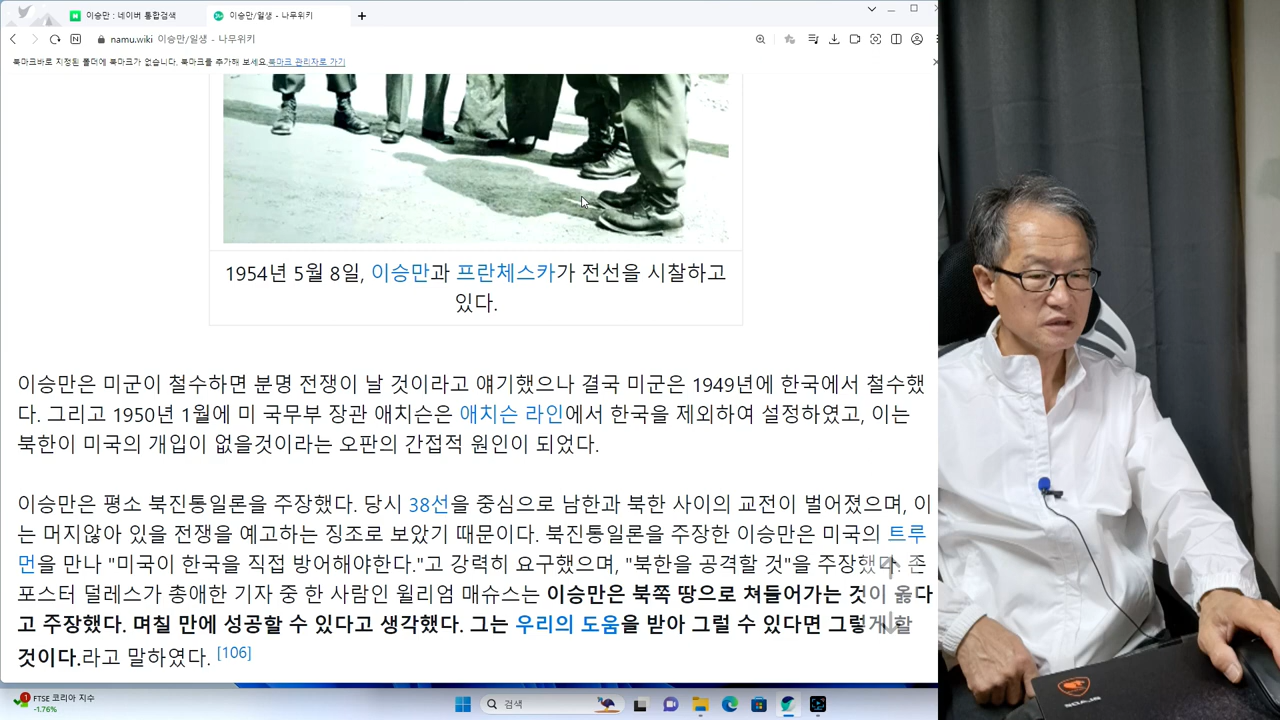 이승만 : 네이버 통합검색
이승만/일생 - 나무위키
namu.wiki 이승만/일생 - 나무위키
북마크바로 지정된 폴더에 북마크가 없습니다. 북마크를 추가해 보세요. 북마크 관리자로 가기
1954년 5월 8일, 이승만과 프란체스카가 전선을 시찰하고
있다.
이승만은 미군이 철수하면 분명 전쟁이 날 것이라고 얘기했으나 결국 미군은 1949년에 한국에서 철수했
다. 그리고 1950년 1월에 미 국무부 장관 애치슨은 애치슨 라인에서 한국을 제외하여 설정하였고, 이는
북한이 미국의 개입이 없을것이라는 오판의 간접적 원인이 되었다.
이승만은 평소 북진통일론을 주장했다. 당시 38선을 중심으로 남한과 북한 사이의 교전이 벌어졌으며, 이
는 머지않아 있을 전쟁을 예고하는 징조로 보았기 때문이다. 북진통일론을 주장한 이승만은 미국의 트루
먼을 만나 "미국이 한국을 직접 방어해야한다."고 강력히 요구했으며, "북한을 공격할 것"을 주장했다. 존
포스터 덜레스가 총애한 기자 중 한 사람인 윌리엄 매슈스는 이승만은 북쪽 땅으로 쳐들어가는 것이 옳다
고 주장했다. 며칠 만에 성공할 수 있다고 생각했다. 그는 우리의 도움을 받아 그럴 수 있다면 그렇게 할
것이다.라고 말하였다. [106]
FTSE 코리아 지수
-1.76%
검색